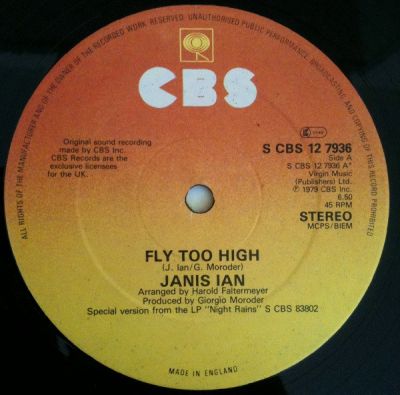 ALL RIGHTS OF THE MANUFACTURER AND OF THE OWNER OF THE RECORDED WORK RESERVED. UNAUTHORISED PUBLIC PERFORMANCE, BROADCASTING AND COPYING OF THIS RECORD PROHIBITED
CBS
Original sound recording
made by CBS Inc.
CBS Records are the
exclusive licensees
for the UK.
S CBS 12 7936
Side A
S CBS 12 7936 A
Virgin Music
(Publishers) Ltd.
℗ 1979 CBS Inc.
6.50
45 RPM
STEREO
MCPS/BIEM
FLY TOO HIGH
(J. Ian/G. Moroder)
JANIS IAN
Arranged by Harold Faltermeyer
Produced by Giorgio Moroder
Special version from the LP "Night Rains" S CBS 83802
MADE IN ENGLAND